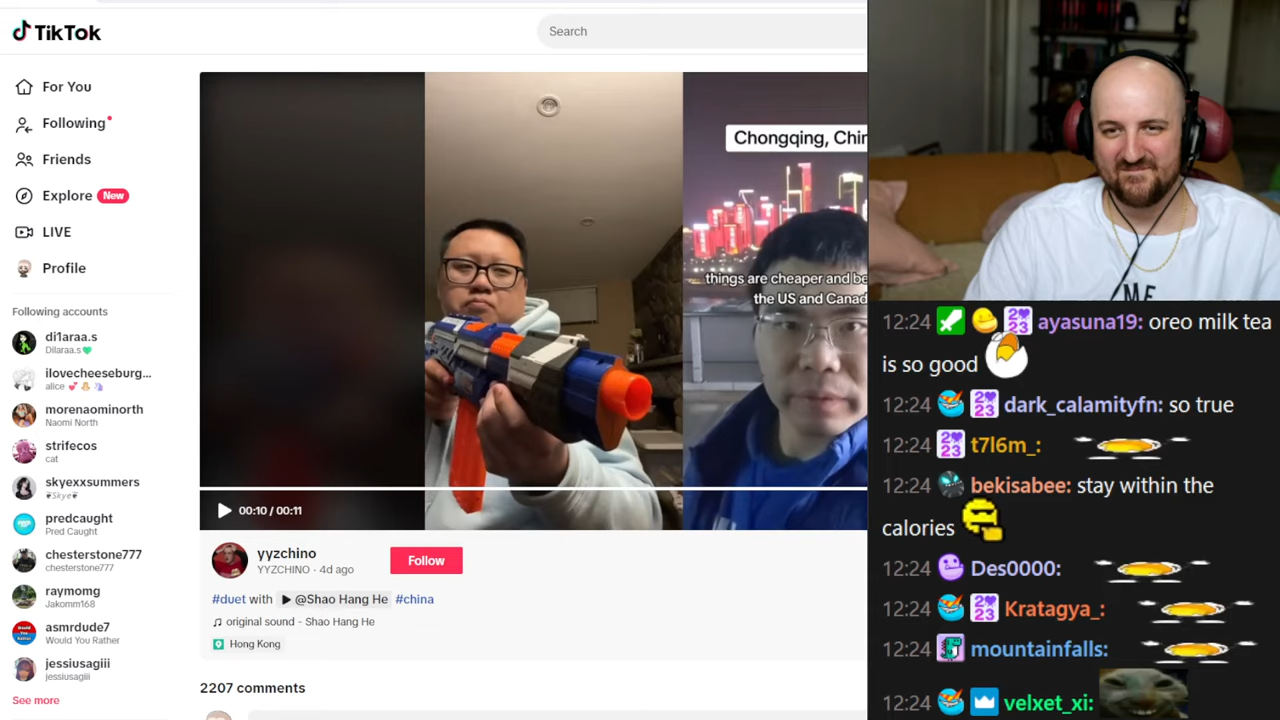 TikTok
Search
For You
Following
Friends
Explore New
LIVE
Profile
Following accounts
di1araa.s
Dilaraa.s
ilovecheeseburg...
alice
morenaominorth
Naomi North
strifecos
cat
skyexxsummers
Skye
predcaught
Pred Caught
chesterstone777
chesterstone777
raymomg
Jakomm168
asmrdude7
Would You Rather
jessiusagiii
jessiusagiii
See more
Chongqing, Chin
things are cheaper and be
the US and Canad
00:10 / 00:11
yyzchino
YYZCHINO · 4d ago
Follow
#duet with @Shao Hang He #china
original sound - Shao Hang He
Hong Kong
2207 comments
ME
12:24 ayasuna19: oreo milk tea
is so good
12:24 dark_calamityfn: so true
12:24 t7l6m_:
12:24 bekisabee: stay within the
calories
12:24 Des0000:
12:24 Kratagya_:
12:24 mountainfalls:
12:24 velxet_xi: